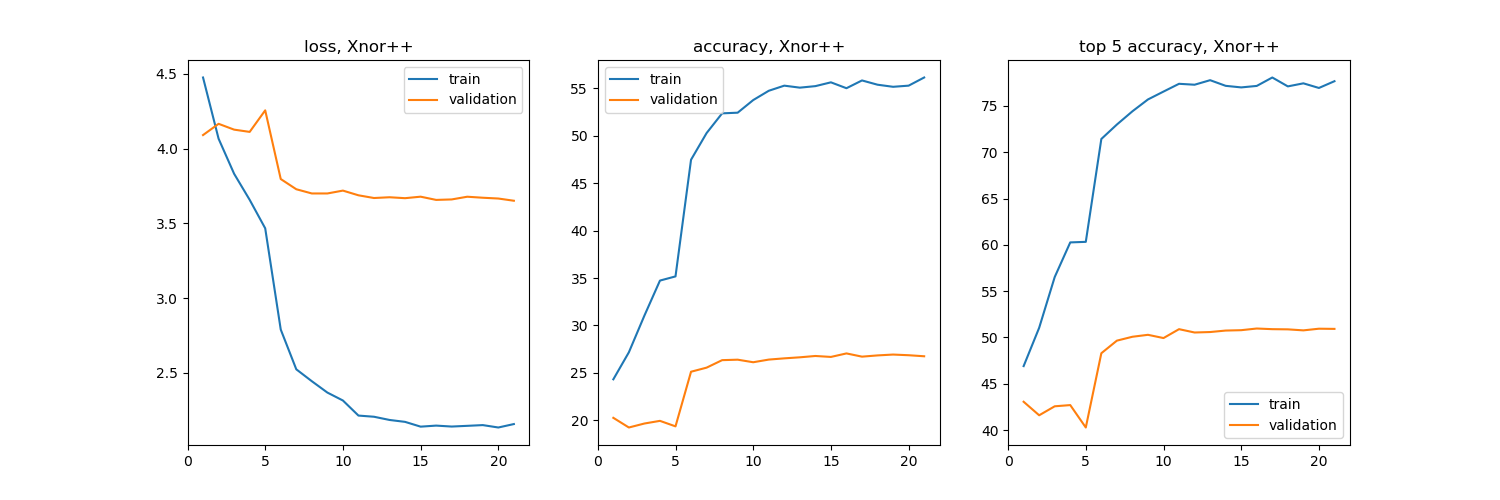 loss, Xnor++
train
validation
4.5
4.0
3.5
3.0
2.5
0 5 10 15 20
accuracy, Xnor++
train
validation
55
50
45
40
35
30
25
20
0 5 10 15 20
top 5 accuracy, Xnor++
75
70
65
60
55
50
45
40
train
validation
0 5 10 15 20